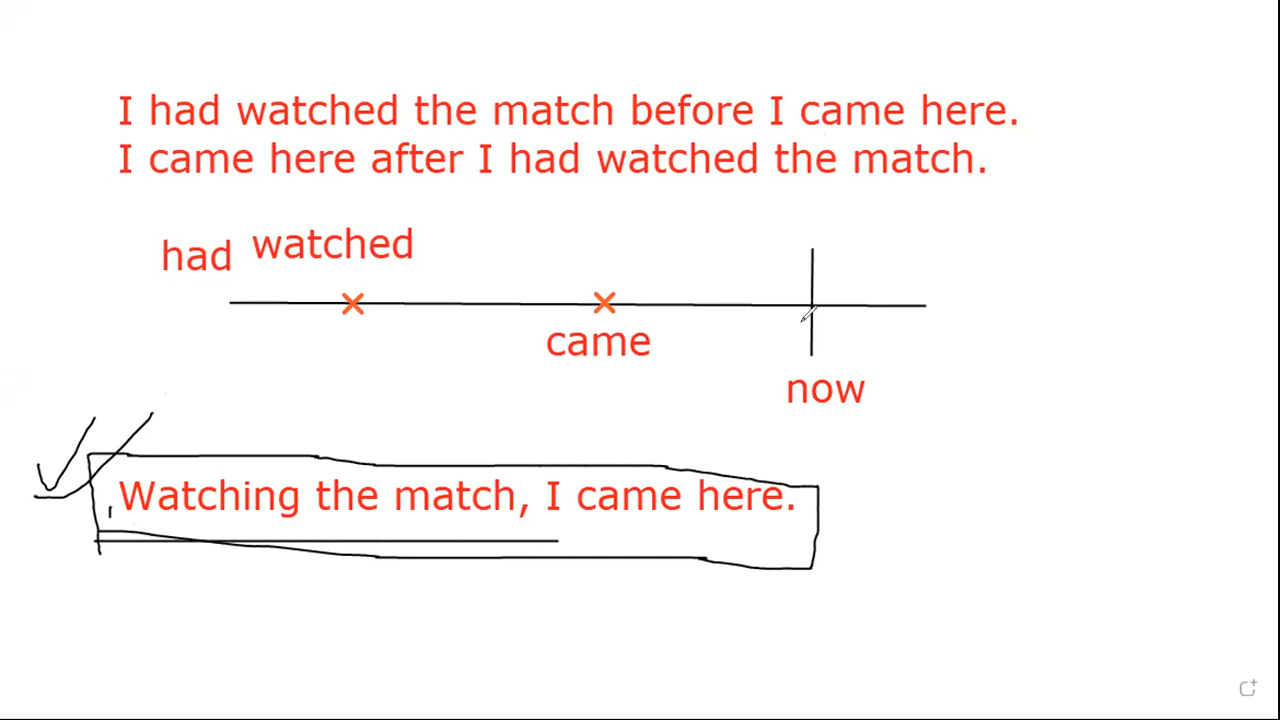 I had watched the match before I came here.
I came here after I had watched the match.
had watched
came
now
Watching the match, I came here.